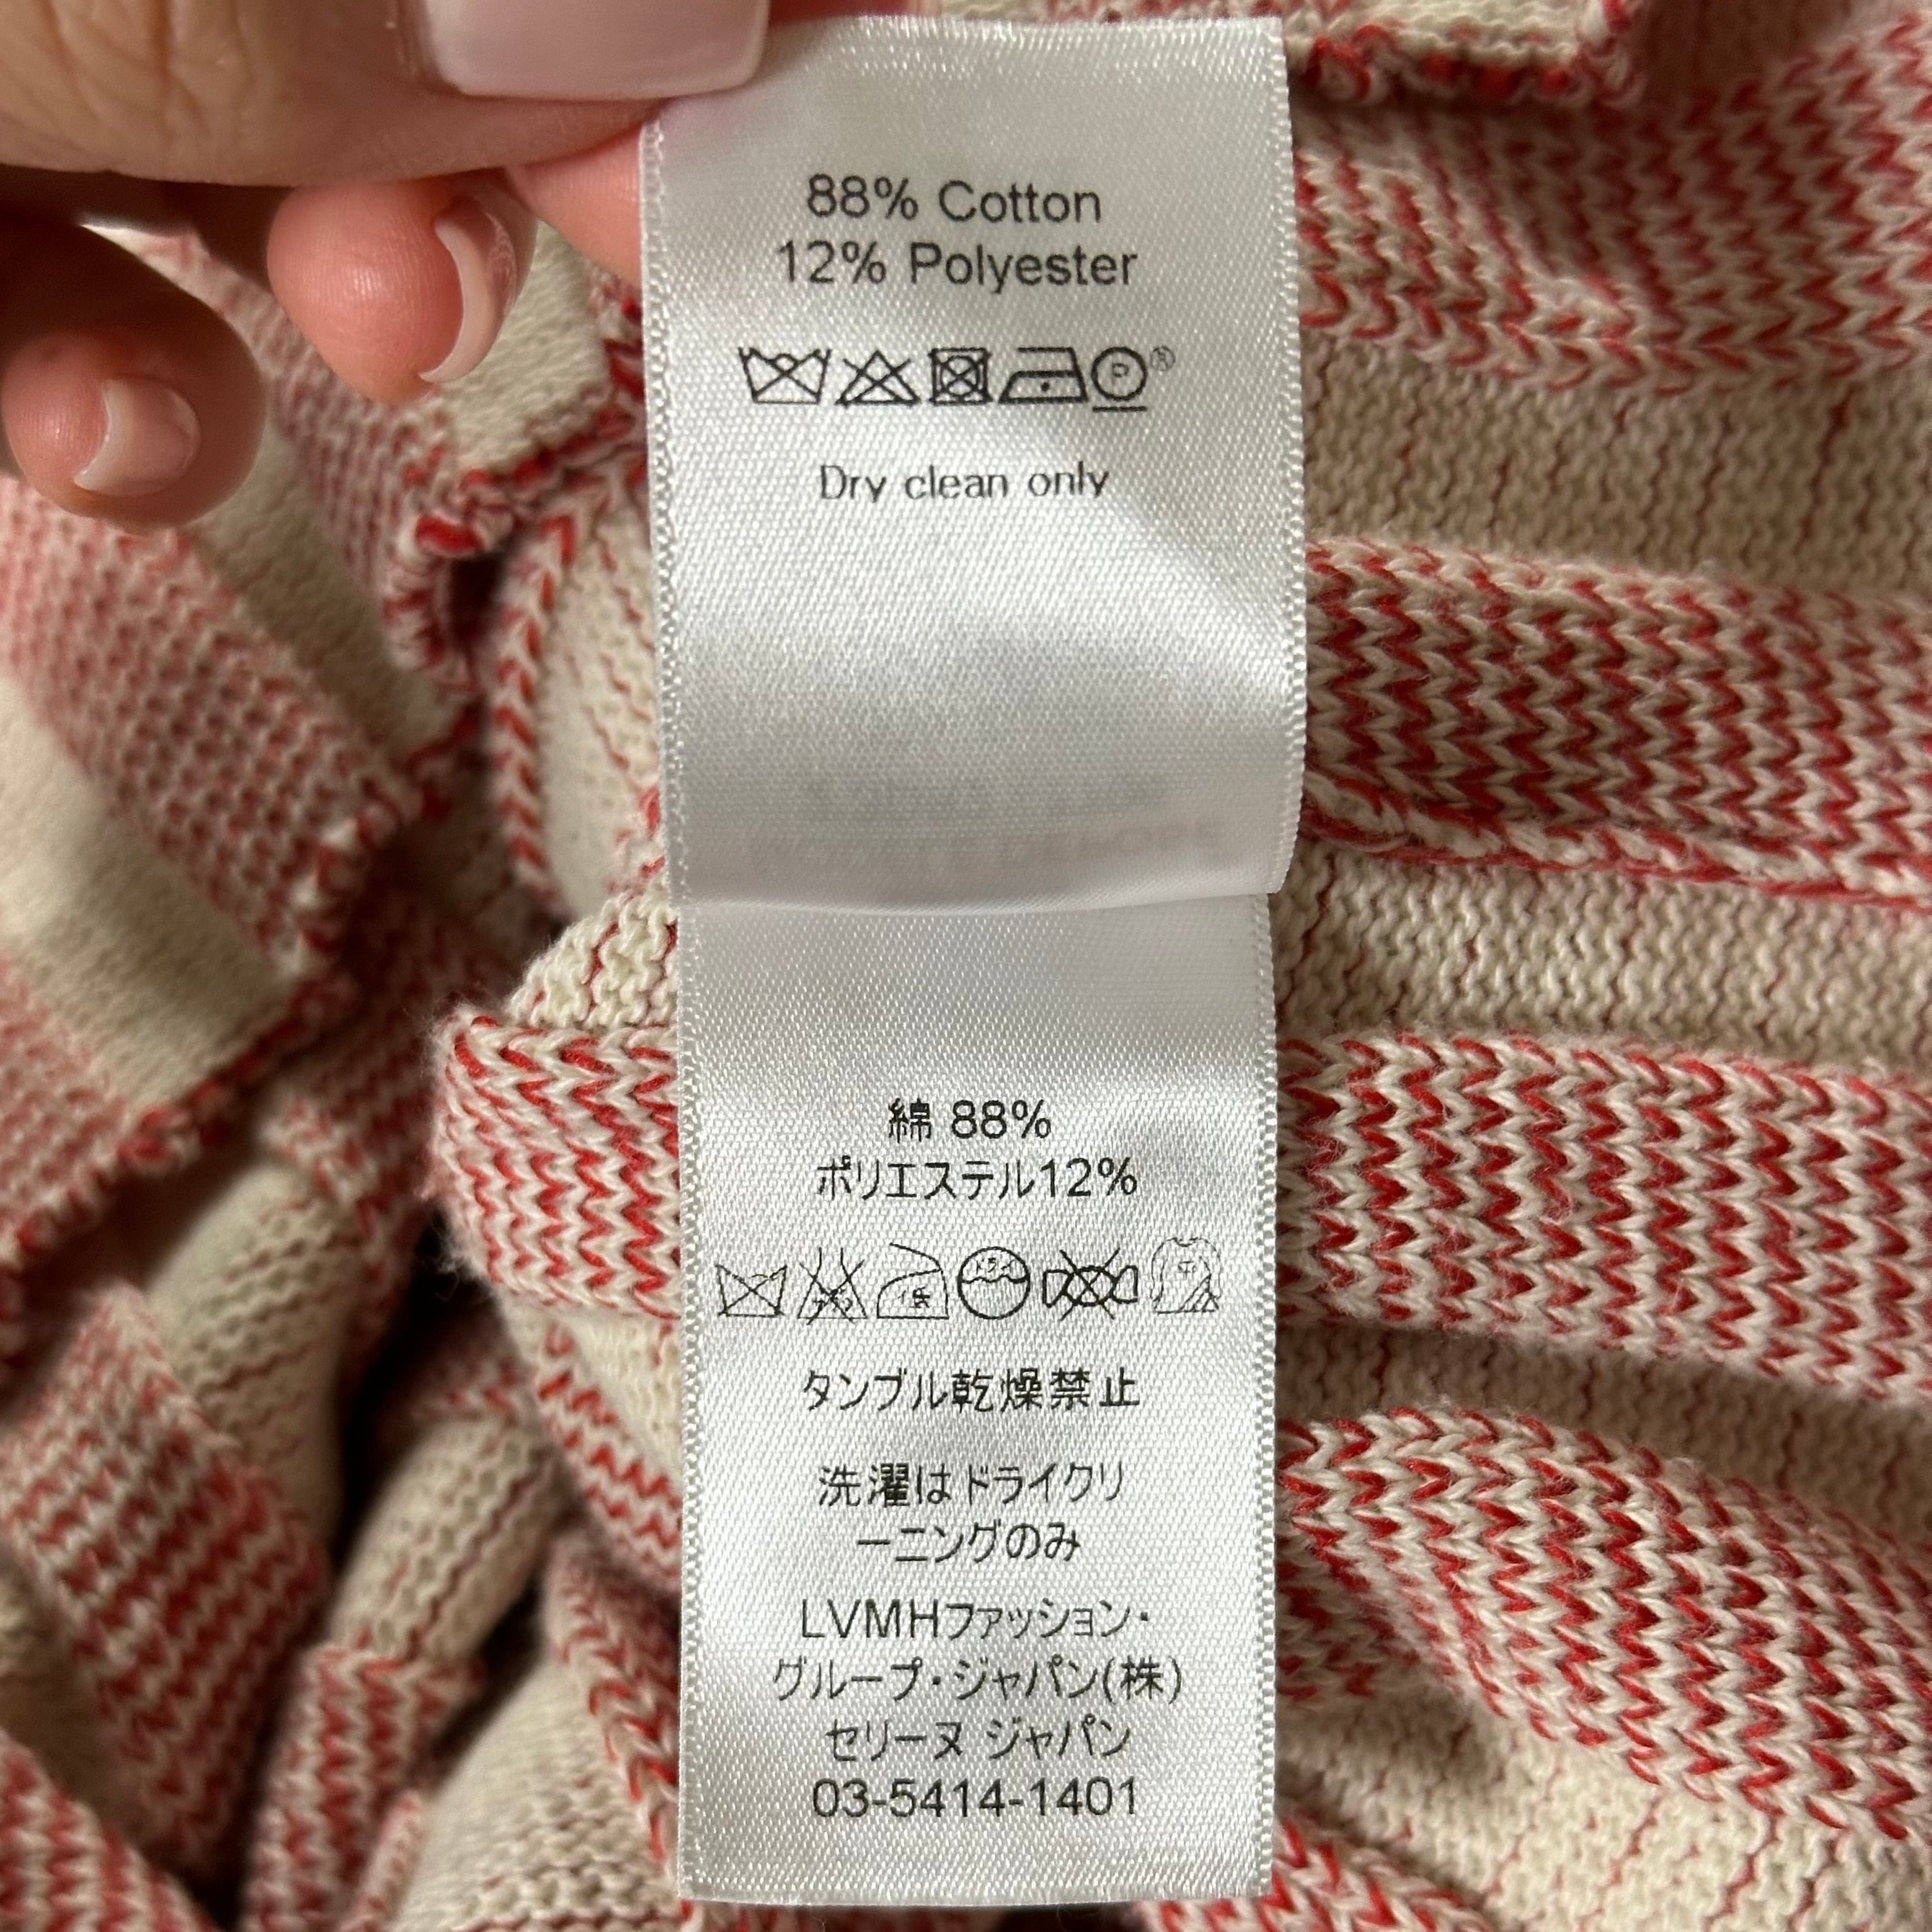 88% Cotton
12% Polyester
P ®
Dry clean only
綿 88%
ポリエステル12%
タンブル乾燥禁止
洗濯はドライクリ
ーニングのみ
LVMHファッション・
グループ・ジャパン(株)
セリーヌ ジャパン
03-5414-1401